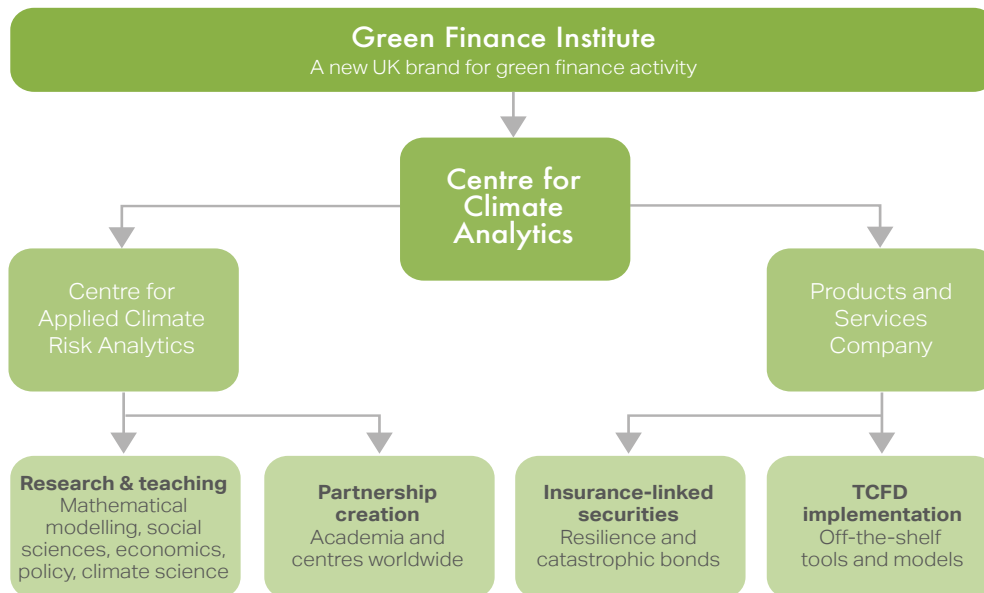 Green Finance Institute
A new UK brand for green finance activity
Centre for
Climate
Analytics
Centre for
Applied Climate
Risk Analytics
Products and
Services
Company
Research & teaching
Mathematical
modelling, social
sciences, economics,
policy, climate science
Partnership
creation
Academia and
centres worldwide
Insurance-linked
securities
Resilience and
catastrophic bonds
TCFD
implementation
Off-the-shelf
tools and models